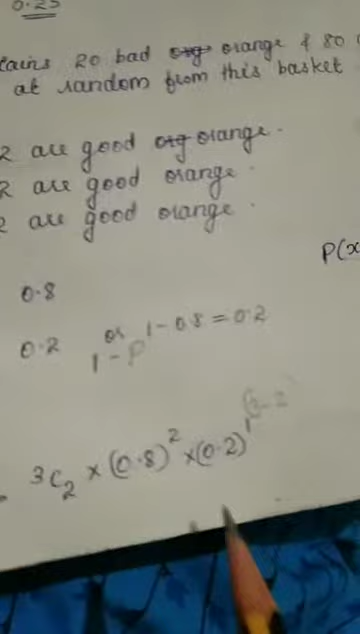 0.25
tains 20 bad orange & 80
at random from this basket
2 are good orange.
2 are good orange.
2 are good orange.
P(x
0.8
0.2 or 1-0.8 = 0.2
1-P
3C2 × (0.8)² × (0.2)¹